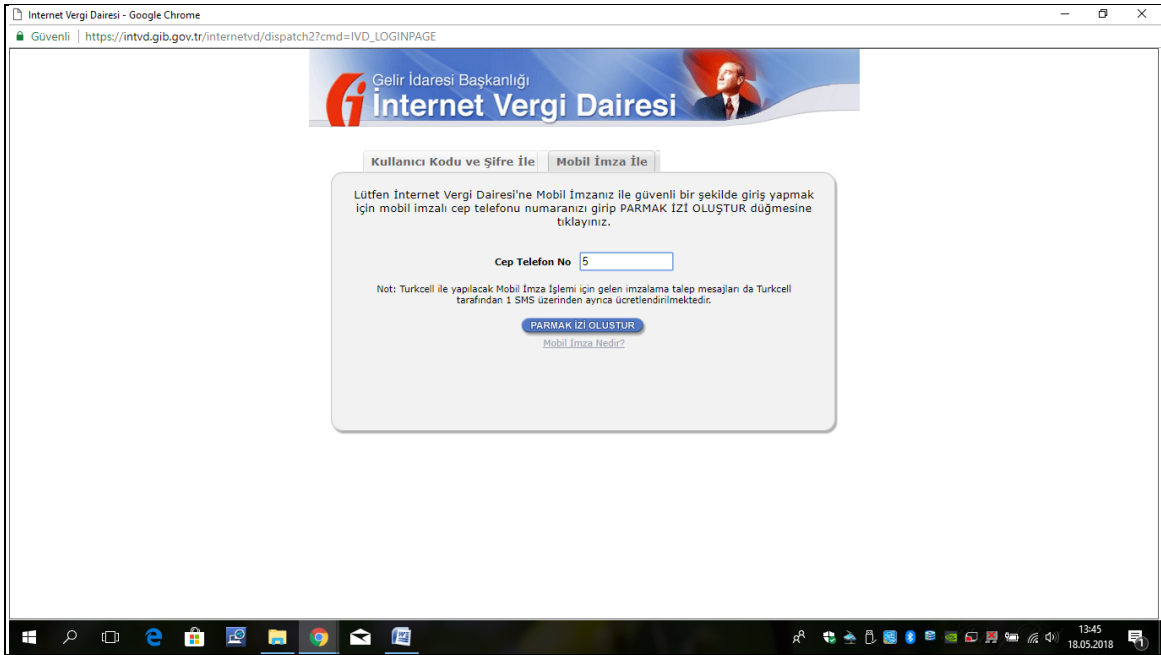 Internet Vergi Dairesi - Google Chrome
Güvenli | https://intvd.gib.gov.tr/internetvd/dispatch2?cmd=IVD_LOGINPAGE
Gelir İdaresi Başkanlığı
İnternet Vergi Dairesi
Kullanıcı Kodu ve Şifre İle Mobil İmza İle
Lütfen İnternet Vergi Dairesi'ne Mobil İmzanız ile güvenli bir şekilde giriş yapmak
için mobil imzalı cep telefonu numaranızı girip PARMAK İZİ OLUŞTUR düğmesine
tıklayınız.
Cep Telefon No 5
Not: Turkcell ile yapılacak Mobil İmza İşlemi için gelen imzalama talep mesajları da Turkcell
tarafından 1 SMS üzerinden ayrıca ücretlendirilmektedir.
PARMAK İZİ OLUSTUR
Mobil İmza Nedir?
13:45
18.05.2018